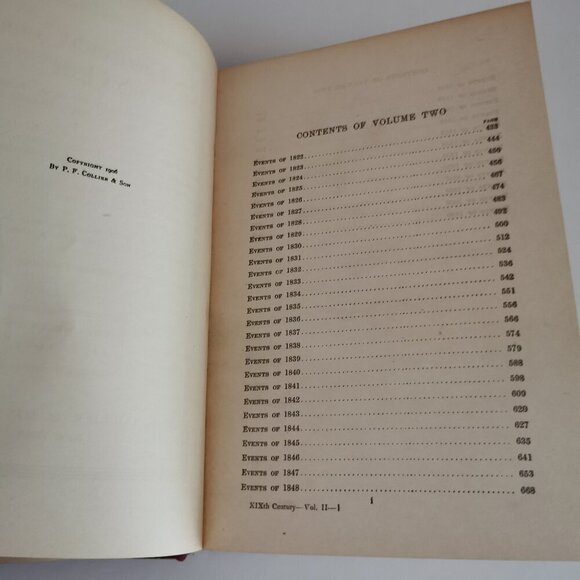 COPYRIGHT 1906
BY P. F. COLLIER & SON
CONTENTS OF VOLUME TWO
PAGE
EVENTS OF 1822 433
EVENTS OF 1823 444
EVENTS OF 1824 450
EVENTS OF 1825 456
EVENTS OF 1826 467
EVENTS OF 1827 474
EVENTS OF 1828 483
EVENTS OF 1829 492
EVENTS OF 1830 500
EVENTS OF 1831 512
EVENTS OF 1832 524
EVENTS OF 1833 536
EVENTS OF 1834 542
EVENTS OF 1835 551
EVENTS OF 1836 556
EVENTS OF 1837 566
EVENTS OF 1838 574
EVENTS OF 1839 579
EVENTS OF 1840 588
EVENTS OF 1841 598
EVENTS OF 1842 609
EVENTS OF 1843 620
EVENTS OF 1844 627
EVENTS OF 1845 635
EVENTS OF 1846 641
EVENTS OF 1847 653
EVENTS OF 1848 668
XIXth Century—Vol. II—1
i